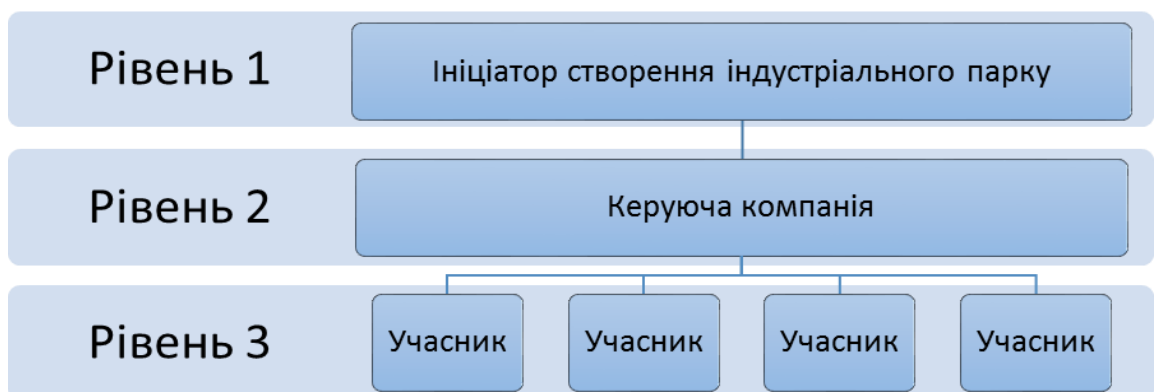 Рівень 1
Ініціатор створення індустріального парку
Рівень 2
Керуюча компанія
Рівень 3
Учасник
Учасник
Учасник
Учасник